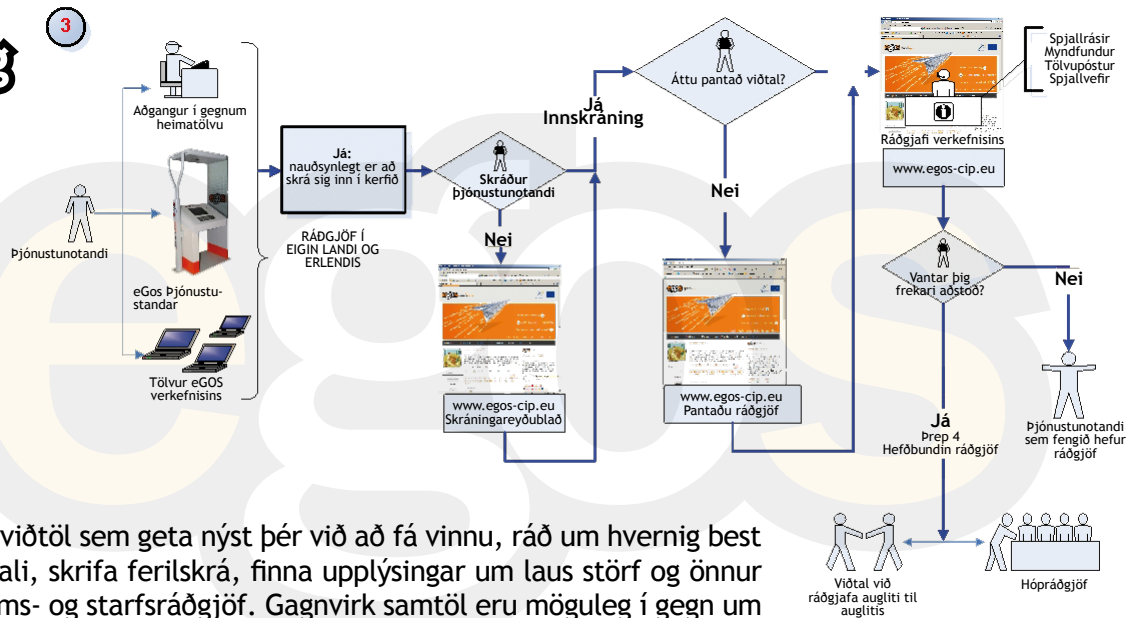 3
g
Aðgangur í gegnum
heimatölvu
Þjónustunotandi
eGos Þjónustu-
standar
Tölvur eGOS
verkefnisins
Já:
nauðsynlegt er að
skrá sig inn í kerfið
RÁÐGJÖF Í
EIGIN LANDI OG
ERLENDIS
Skráður
þjónustunotandi
Nei
www.egos-cip.eu
Skráningareyðublað
Já
Innskráning
Áttu pantað viðtal?
Nei
www.egos-cip.eu
Pantaðu ráðgjöf
Spjallrásir
Myndfundur
Tölvupóstur
Spjallvefir
Ráðgjafi verkefnisins
www.egos-cip.eu
Vantar þig
frekari aðstoð?
Nei
Þjónustunotandi
sem fengið hefur
ráðgjöf
Já
Þrep 4
Hefðbundin ráðgjöf
Viðtal við
ráðgjafa augliti til
auglitis
Hópráðgjöf
egos
viðtöl sem geta nýst þér við að fá vinnu, ráð um hvernig best
ali, skrifa ferilskrá, finna upplýsingar um laus störf og önnur
ms- og starfsráðgjöf. Gagnvirk samtöl eru möguleg í gegn um